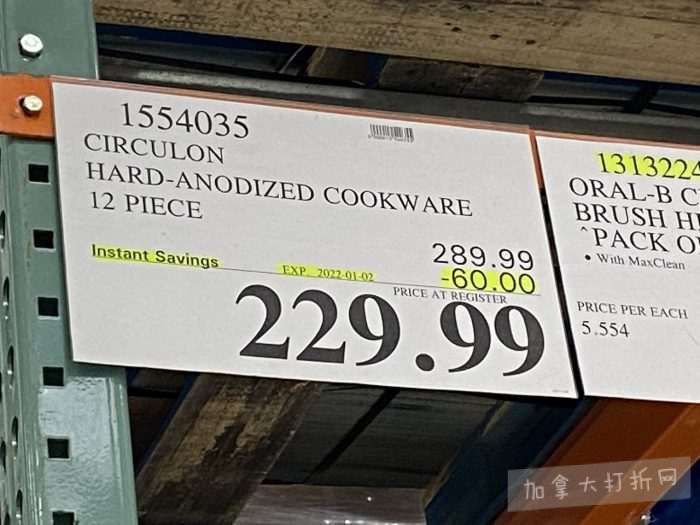 1554035
CIRCULON
HARD-ANODIZED COOKWARE
12 PIECE
289.99
Instant Savings
EXP. 2022-01-02
-60.00
PRICE AT REGISTER
229.99
1313224
ORAL-B C
BRUSH H
^PACK O
• With MaxClean
PRICE PER EACH
5.554
加拿大打折网